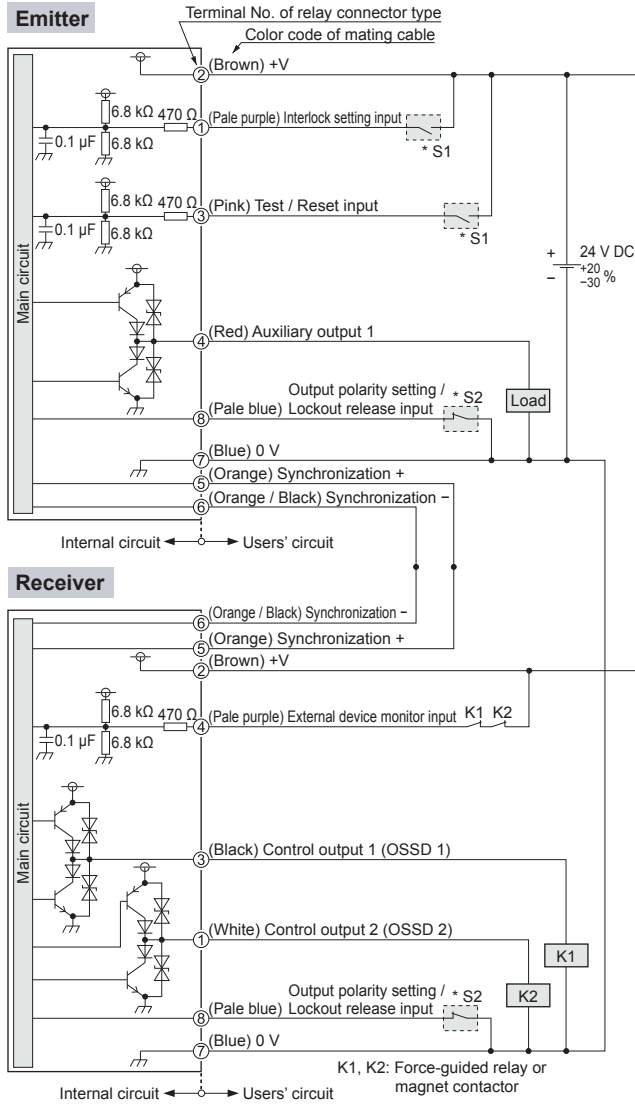 Emitter
Terminal No. of relay connector type
Color code of mating cable
② (Brown) +V
6.8 kΩ 470 Ω ① (Pale purple) Interlock setting input
0.1 µF 6.8 kΩ
* S1
6.8 kΩ 470 Ω ③ (Pink) Test / Reset input
0.1 µF 6.8 kΩ
* S1
+ 24 V DC
− +20
−30 %
Main circuit
④ (Red) Auxiliary output 1
Load
Output polarity setting / * S2
⑧ (Pale blue) Lockout release input
⑦ (Blue) 0 V
⑤ (Orange) Synchronization +
⑥ (Orange / Black) Synchronization −
Internal circuit Users' circuit
Receiver
⑥ (Orange / Black) Synchronization −
⑤ (Orange) Synchronization +
② (Brown) +V
6.8 kΩ 470 Ω ④ (Pale purple) External device monitor input K1 K2
0.1 µF 6.8 kΩ
Main circuit
③ (Black) Control output 1 (OSSD 1)
① (White) Control output 2 (OSSD 2)
K1
K2
Output polarity setting / * S2
⑧ (Pale blue) Lockout release input
⑦ (Blue) 0 V
K1, K2: Force-guided relay or
magnet contactor
Internal circuit Users' circuit